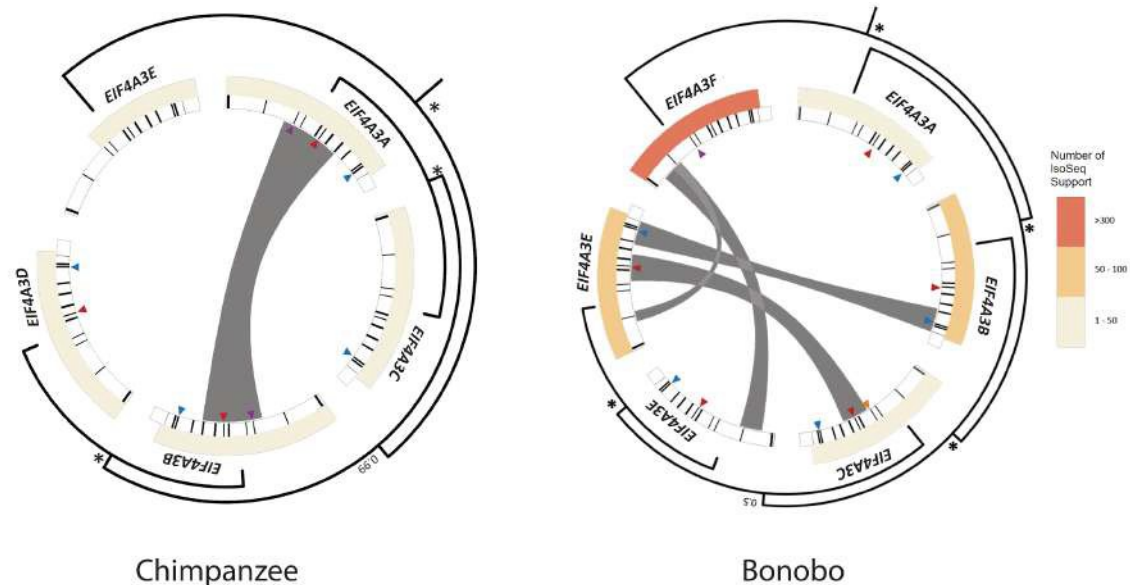 EIF4A3E
EIF4A3A
*
*
EIF4A3D
EIF4A3C
EIF4A3B
0.99
*
Chimpanzee
*
EIF4A3F
EIF4A3A
EIF4A3E
*
EIF4A3B
EIF4A3E
*
EIF4A3C
*
0.5
Bonobo
Number of
IsoSeq
Support
>300
50 - 100
1 - 50